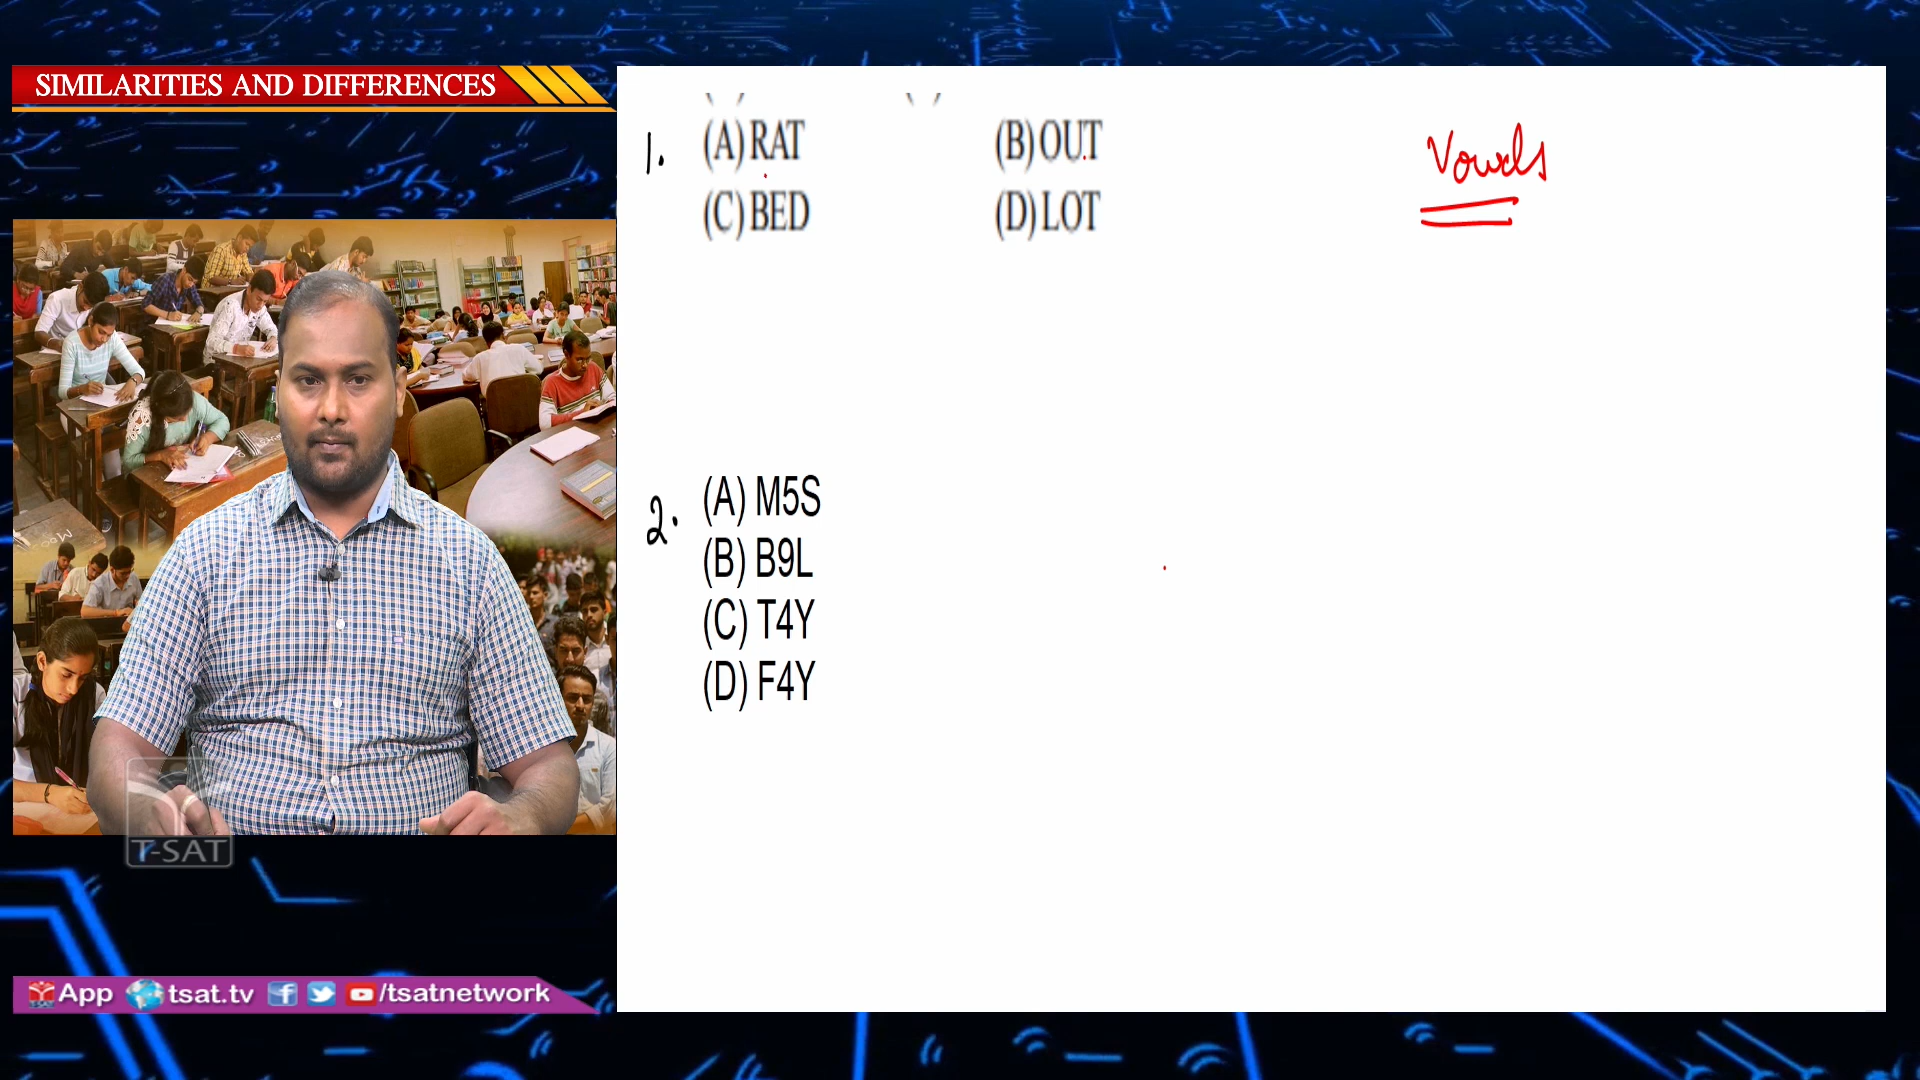 SIMILARITIES AND DIFFERENCES
1. (A) RAT (B) OUT
(C) BED (D) LOT
Vowels
2. (A) M5S
(B) B9L
(C) T4Y
(D) F4Y
T-SAT
App tsat.tv /tsatnetwork